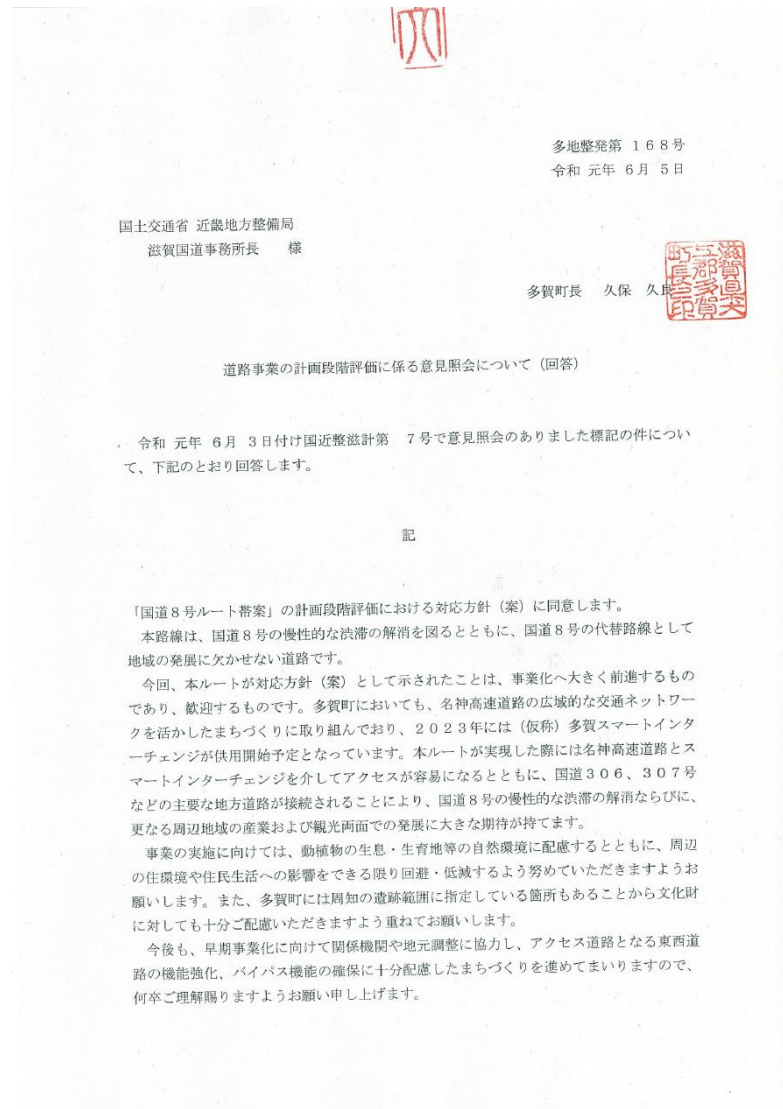 多地整発第 １６８号
令和 元年 ６月 ５日
国土交通省 近畿地方整備局
滋賀国道事務所長 様
多賀町長 久保 久良
滋賀県犬
上郡多賀
町長之印
道路事業の計画段階評価に係る意見照会について（回答）
令和 元年 ６月 ３日付け国近整滋計第 ７号で意見照会のありました標記の件につい
て、下記のとおり回答します。
記
「国道８号ルート帯案」の計画段階評価における対応方針（案）に同意します。
本路線は、国道８号の慢性的な渋滞の解消を図るとともに、国道８号の代替路線として
地域の発展に欠かせない道路です。
今回、本ルートが対応方針（案）として示されたことは、事業化へ大きく前進するもの
であり、歓迎するものです。多賀町においても、名神高速道路の広域的な交通ネットワー
クを活かしたまちづくりに取り組んでおり、２０２３年には（仮称）多賀スマートインタ
ーチェンジが供用開始予定となっています。本ルートが実現した際には名神高速道路とス
マートインターチェンジを介してアクセスが容易になるとともに、国道３０６、３０７号
などの主要な地方道路が接続されることにより、国道８号の慢性的な渋滞の解消ならびに、
更なる周辺地域の産業および観光両面での発展に大きな期待が持てます。
事業の実施に向けては、動植物の生息・生育地等の自然環境に配慮するとともに、周辺
の住環境や住民生活への影響をできる限り回避・低減するよう努めていただきますようお
願いします。また、多賀町には周知の遺跡範囲に指定している箇所もあることから文化財
に対しても十分ご配慮いただきますよう重ねてお願いします。
今後も、早期事業化に向けて関係機関や地元調整に協力し、アクセス道路となる東西道
路の機能強化、バイパス機能の確保に十分配慮したまちづくりを進めてまいりますので、
何卒ご理解賜りますようお願い申し上げます。